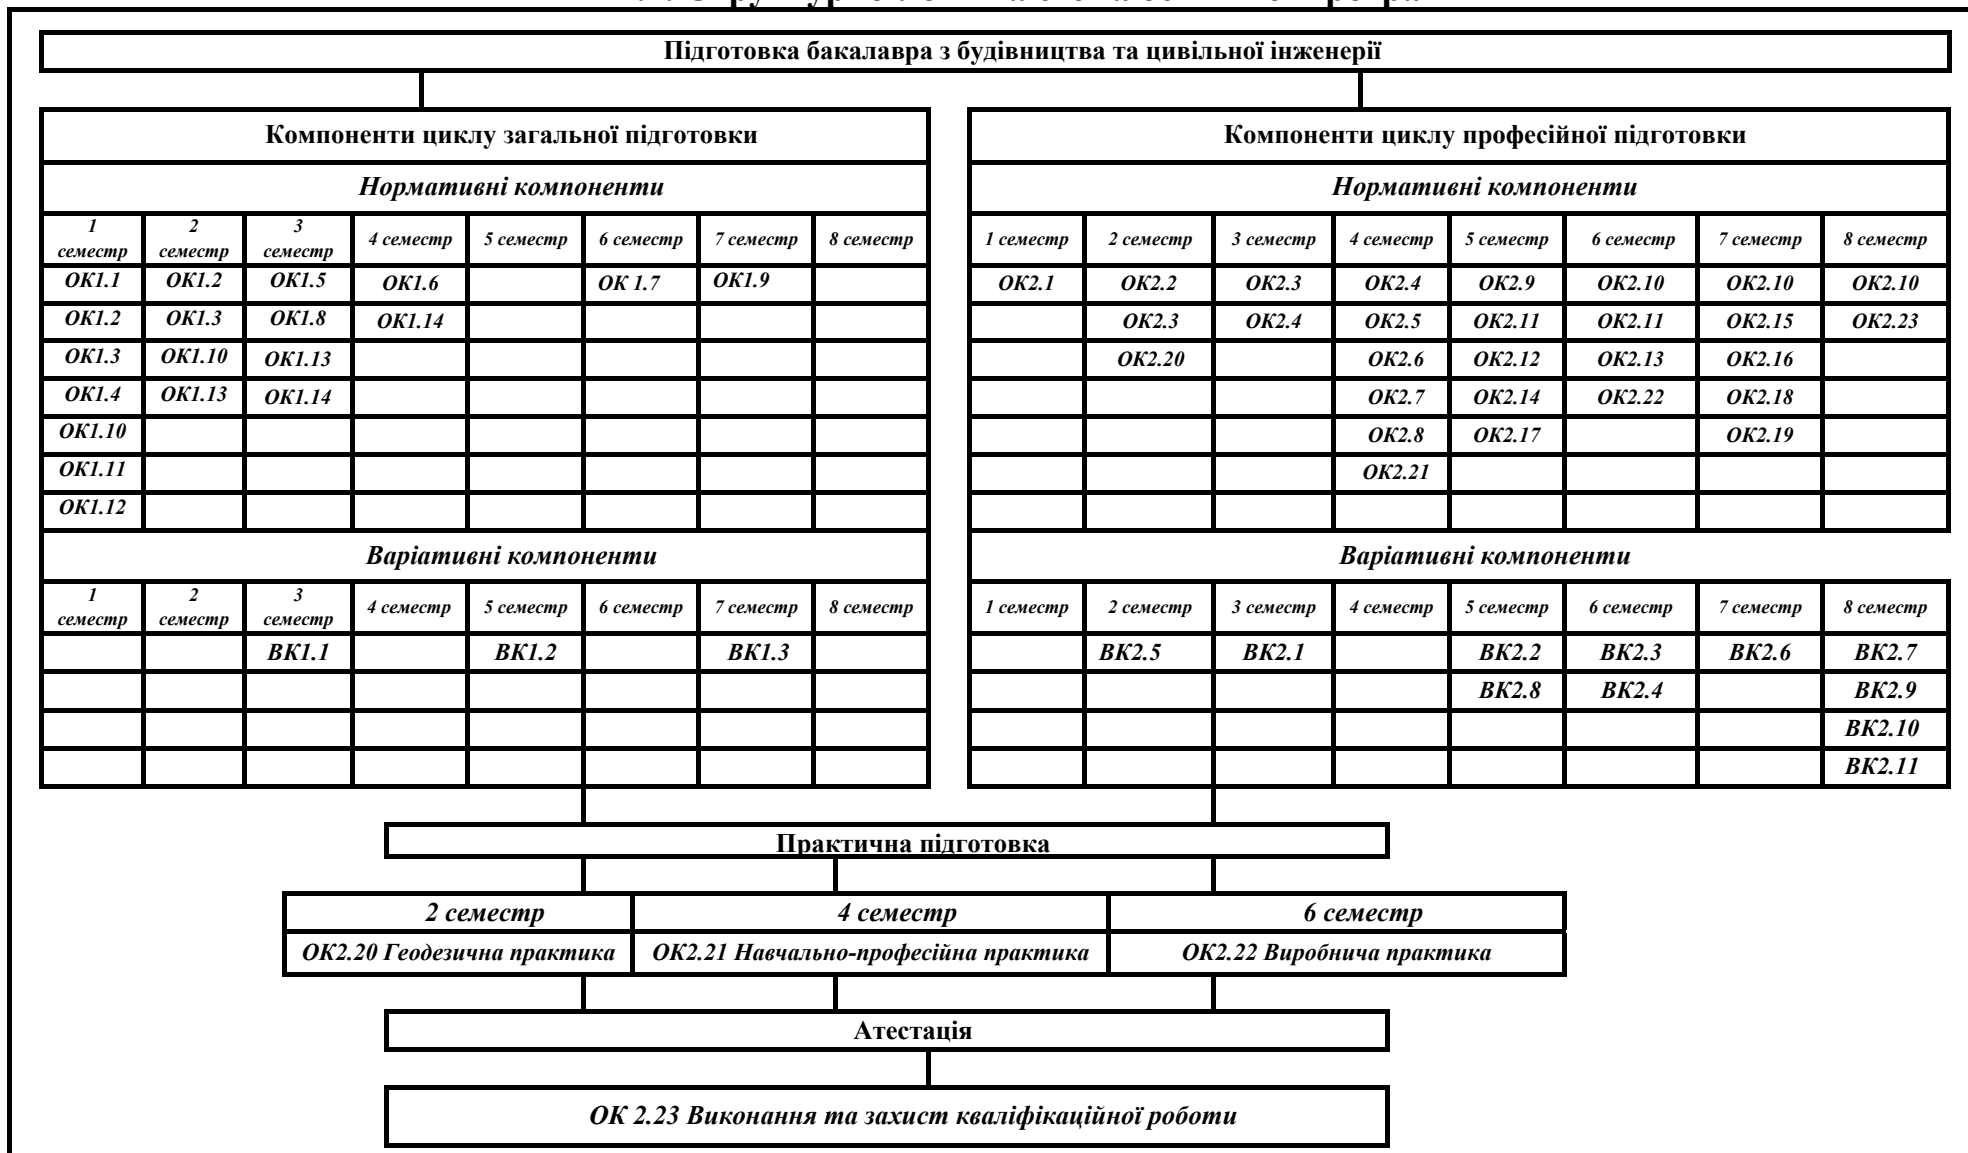 Підготовка бакалавра з будівництва та цивільної інженерії
Компоненти циклу загальної підготовки
Нормативні компоненти
1 семестр 2 семестр 3 семестр 4 семестр 5 семестр 6 семестр 7 семестр 8 семестр
ОК1.1 ОК1.2 ОК1.5 ОК1.6 ОК 1.7 ОК1.9
ОК1.2 ОК1.3 ОК1.8 ОК1.14
ОК1.3 ОК1.10 ОК1.13
ОК1.4 ОК1.13 ОК1.14
ОК1.10
ОК1.11
ОК1.12
Варіативні компоненти
1 семестр 2 семестр 3 семестр 4 семестр 5 семестр 6 семестр 7 семестр 8 семестр
ВК1.1 ВК1.2 ВК1.3
Компоненти циклу професійної підготовки
Нормативні компоненти
1 семестр 2 семестр 3 семестр 4 семестр 5 семестр 6 семестр 7 семестр 8 семестр
ОК2.1 ОК2.2 ОК2.3 ОК2.4 ОК2.9 ОК2.10 ОК2.10 ОК2.10
ОК2.3 ОК2.4 ОК2.5 ОК2.11 ОК2.11 ОК2.15 ОК2.23
ОК2.20 ОК2.6 ОК2.12 ОК2.13 ОК2.16
ОК2.7 ОК2.14 ОК2.22 ОК2.18
ОК2.8 ОК2.17 ОК2.19
ОК2.21
Варіативні компоненти
1 семестр 2 семестр 3 семестр 4 семестр 5 семестр 6 семестр 7 семестр 8 семестр
ВК2.5 ВК2.1 ВК2.2 ВК2.3 ВК2.6 ВК2.7
ВК2.8 ВК2.4 ВК2.9
ВК2.10
ВК2.11
Практична підготовка
2 семестр 4 семестр 6 семестр
ОК2.20 Геодезична практика ОК2.21 Навчально-професійна практика ОК2.22 Виробнича практика
Атестація
ОК 2.23 Виконання та захист кваліфікаційної роботи